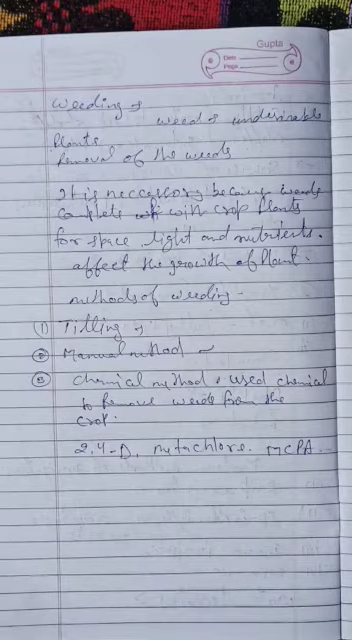 Gupta
Date
Page
Weeding →
weeds undesirable
Plants
Removal of the weeds
It is neccessory because weeds
with crop Plants
for space, light and nutrients.
affect the growth of Plant.
methods of weeding -
① Tilling →
② Manual method ~
③ chemical method → used chemical
to Remove weeds from the
crop.
2,4-D, metachlore. MCPA